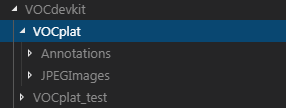 VOCdevkit
VOCplat
Annotations
JPEGImages
VOCplat_test